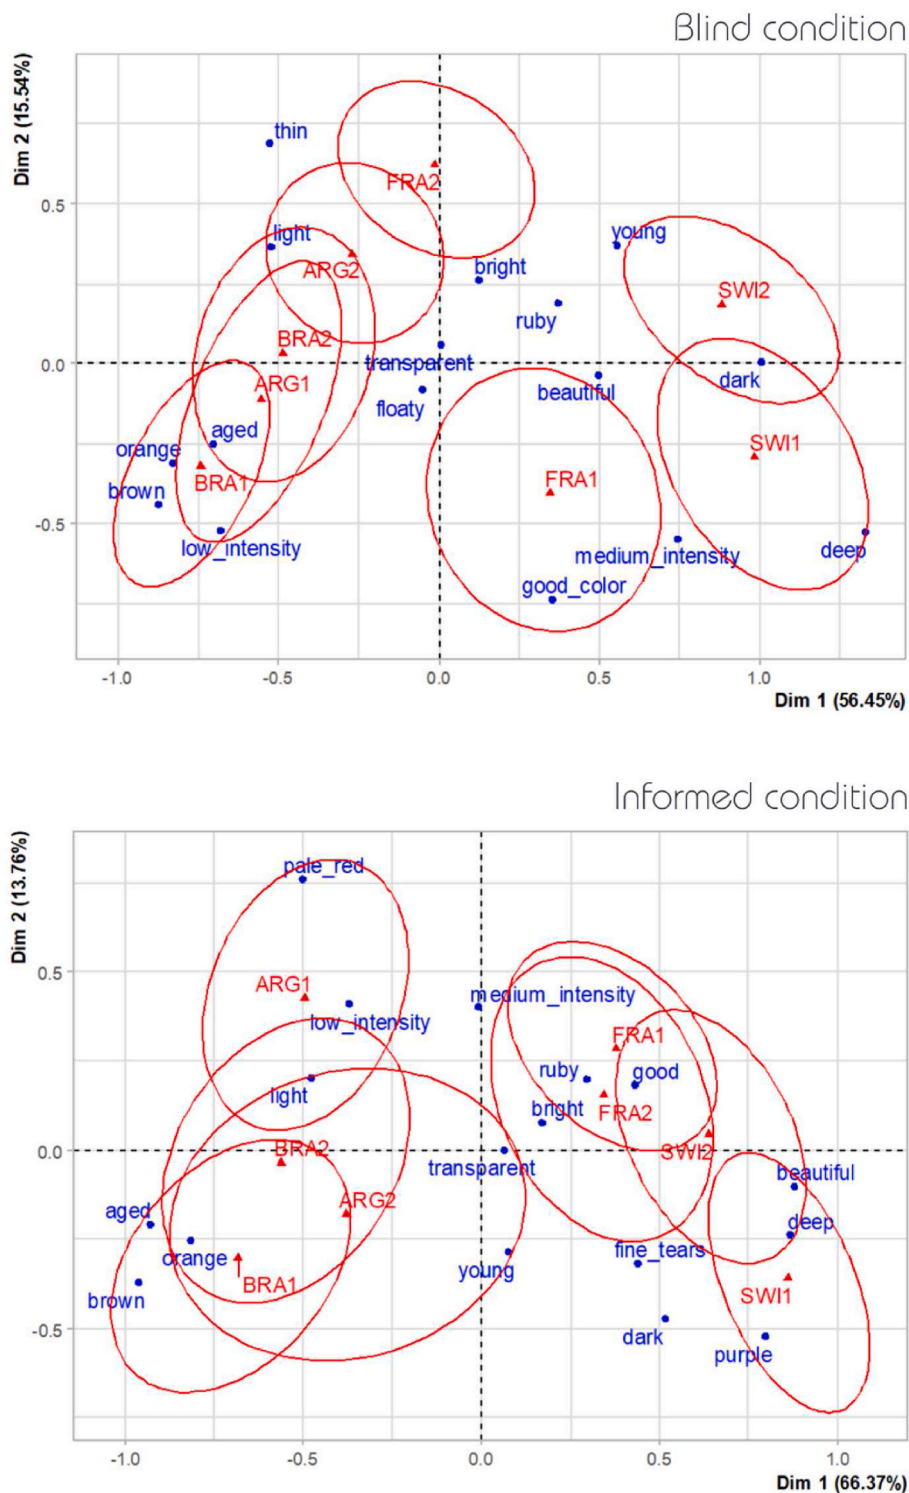 Blind condition
Dim 2 (15.54%)
thin
FRA2
0.5
light
young
ARG2
bright
SWI2
ruby
BRA2
0.0
transparent
ARG1
dark
beautiful
floaty
aged
orange
SWI1
BRA1
FRA1
brown
-0.5
low_intensity
medium_intensity
deep
good_color
-1.0 -0.5 0.0 0.5 1.0
Dim 1 (56.45%)
Informed condition
Dim 2 (13.76%)
pale_red
0.5
ARG1
medium_intensity
low_intensity
FRA1
ruby
good
light
bright
FRA2
0.0
BRA2
SWI2
transparent
beautiful
ARG2
aged
deep
orange
fine_tears
young
BRA1
SWI1
brown
-0.5
dark
purple
-1.0 -0.5 0.0 0.5 1.0
Dim 1 (66.37%)